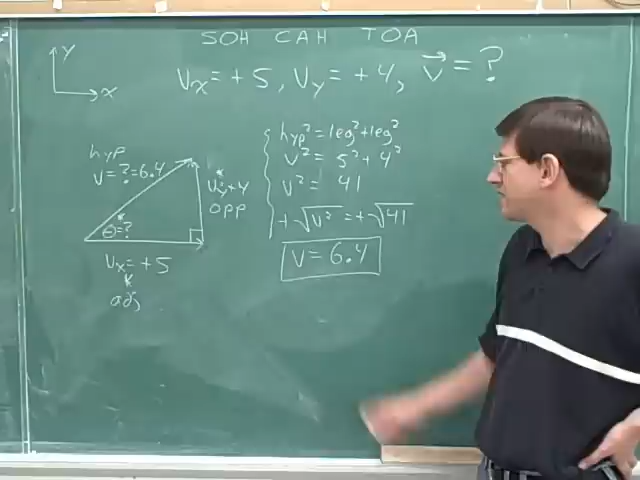 SOH CAH TOA
Y
x
Vx = +5, Vy = +4, v⃗ = ?
hyp
v = ? = 6.4
Vy = +4
opp
θ = ?
Vx = +5
adj
hyp² = leg² + leg²
v² = 5² + 4²
v² = 41
+√v² = +√41
v = 6.4